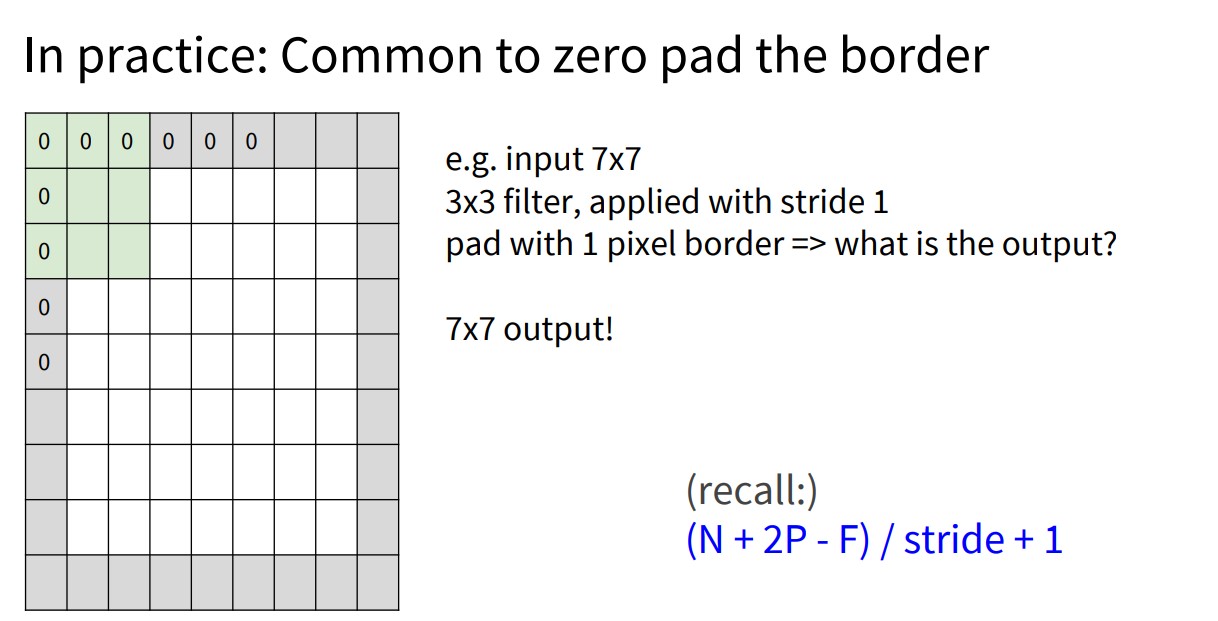 In practice: Common to zero pad the border
0 0 0 0 0 0
0
0
0
0
e.g. input 7x7
3x3 filter, applied with stride 1
pad with 1 pixel border => what is the output?
7x7 output!
(recall:)
(N + 2P - F) / stride + 1